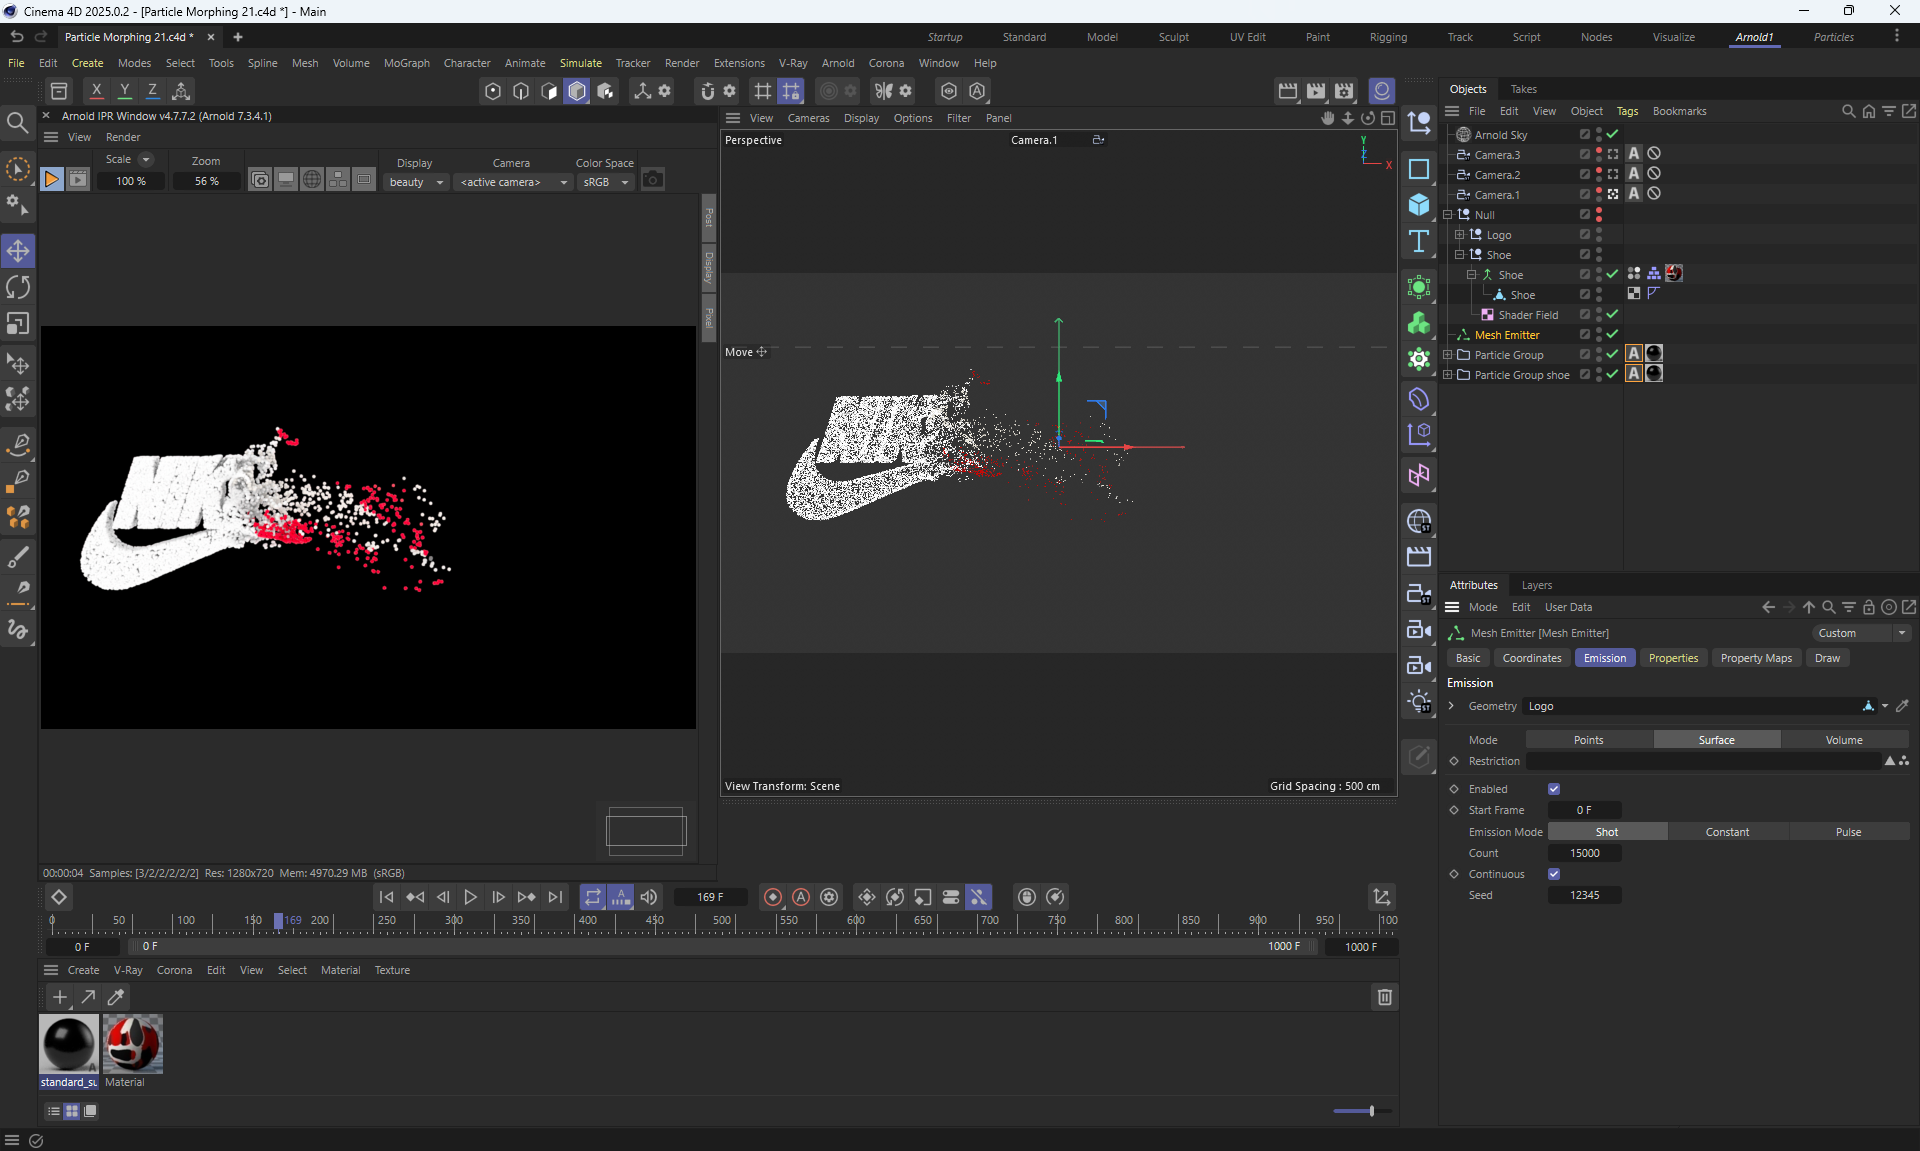 Cinema 4D 2025.0.2 - [Particle Morphing 21.c4d *] - Main
Particle Morphing 21.c4d *
Startup Standard Model Sculpt UV Edit Paint Rigging Track Script Nodes Visualize Arnold1 Particles
File Edit Create Modes Select Tools Spline Mesh Volume MoGraph Character Animate Simulate Tracker Render Extensions V-Ray Arnold Corona Window Help
X Y Z
Arnold IPR Window v4.7.7.2 (Arnold 7.3.4.1)
View Render
Scale Zoom Display Camera Color Space
100 % 56 % beauty <active camera> sRGB
Post
Display
Pixel
00:00:04 Samples: [3/2/2/2/2/2] Res: 1280x720 Mem: 4970.29 MB (sRGB)
View Cameras Display Options Filter Panel
Perspective
Camera.1
Y
Z
X
Move
View Transform: Scene
Grid Spacing : 500 cm
Objects Takes
File Edit View Object Tags Bookmarks
Arnold Sky
Camera.3
Camera.2
Camera.1
Null
Logo
Shoe
Shoe
Shoe
Shader Field
Mesh Emitter
Particle Group
Particle Group shoe
Attributes Layers
Mode Edit User Data
Mesh Emitter [Mesh Emitter]
Custom
Basic Coordinates Emission Properties Property Maps Draw
Emission
Geometry Logo
Mode Points Surface Volume
Restriction
Enabled
Start Frame 0 F
Emission Mode Shot Constant Pulse
Count 15000
Continuous
Seed 12345
169 F
0 50 100 150 169 200 250 300 350 400 450 500 550 600 650 700 750 800 850 900 950 100
0 F 0 F 1000 F 1000 F
Create V-Ray Corona Edit View Select Material Texture
standard_su Material